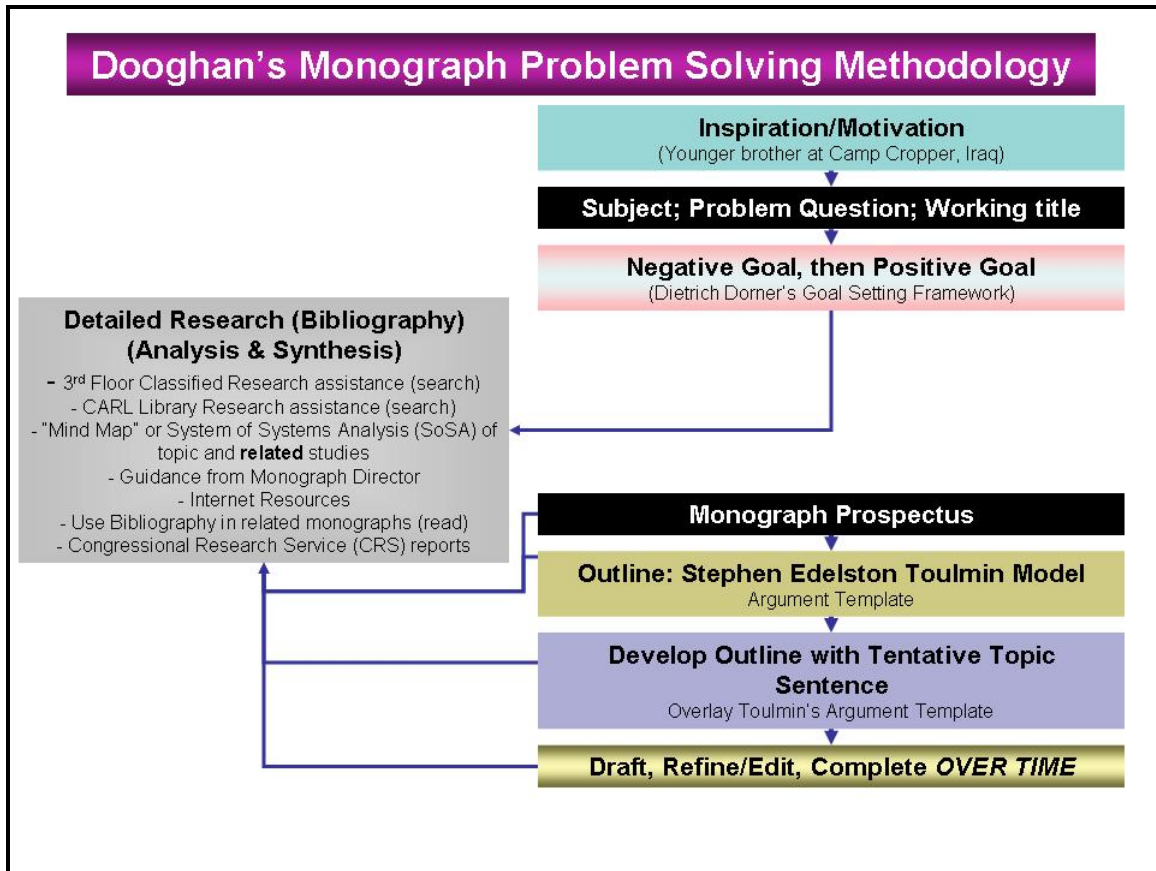 Dooghan's Monograph Problem Solving Methodology
Inspiration/Motivation
(Younger brother at Camp Cropper, Iraq)
Subject; Problem Question; Working title
Negative Goal, then Positive Goal
(Dietrich Dorner's Goal Setting Framework)
Detailed Research (Bibliography)
(Analysis & Synthesis)
- 3rd Floor Classified Research assistance (search)
- CARL Library Research assistance (search)
- "Mind Map" or System of Systems Analysis (SoSA) of
topic and related studies
- Guidance from Monograph Director
- Internet Resources
- Use Bibliography in related monographs (read)
- Congressional Research Service (CRS) reports
Monograph Prospectus
Outline: Stephen Edelston Toulmin Model
Argument Template
Develop Outline with Tentative Topic
Sentence
Overlay Toulmin's Argument Template
Draft, Refine/Edit, Complete OVER TIME